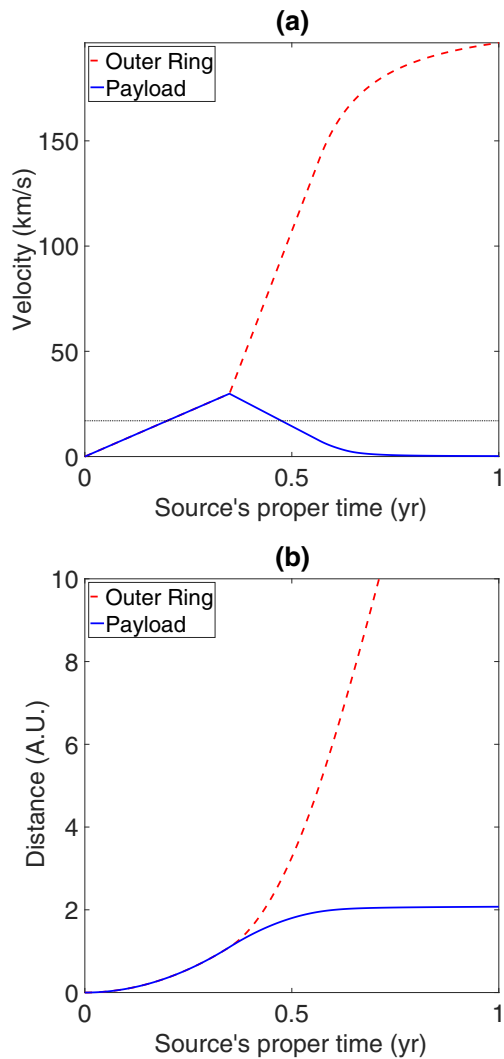 (a)
Outer Ring
Payload
Velocity (km/s)
150
100
50
0
0 0.5 1
Source's proper time (yr)
(b)
Outer Ring
Payload
Distance (A.U.)
10
8
6
4
2
0
0 0.5 1
Source's proper time (yr)